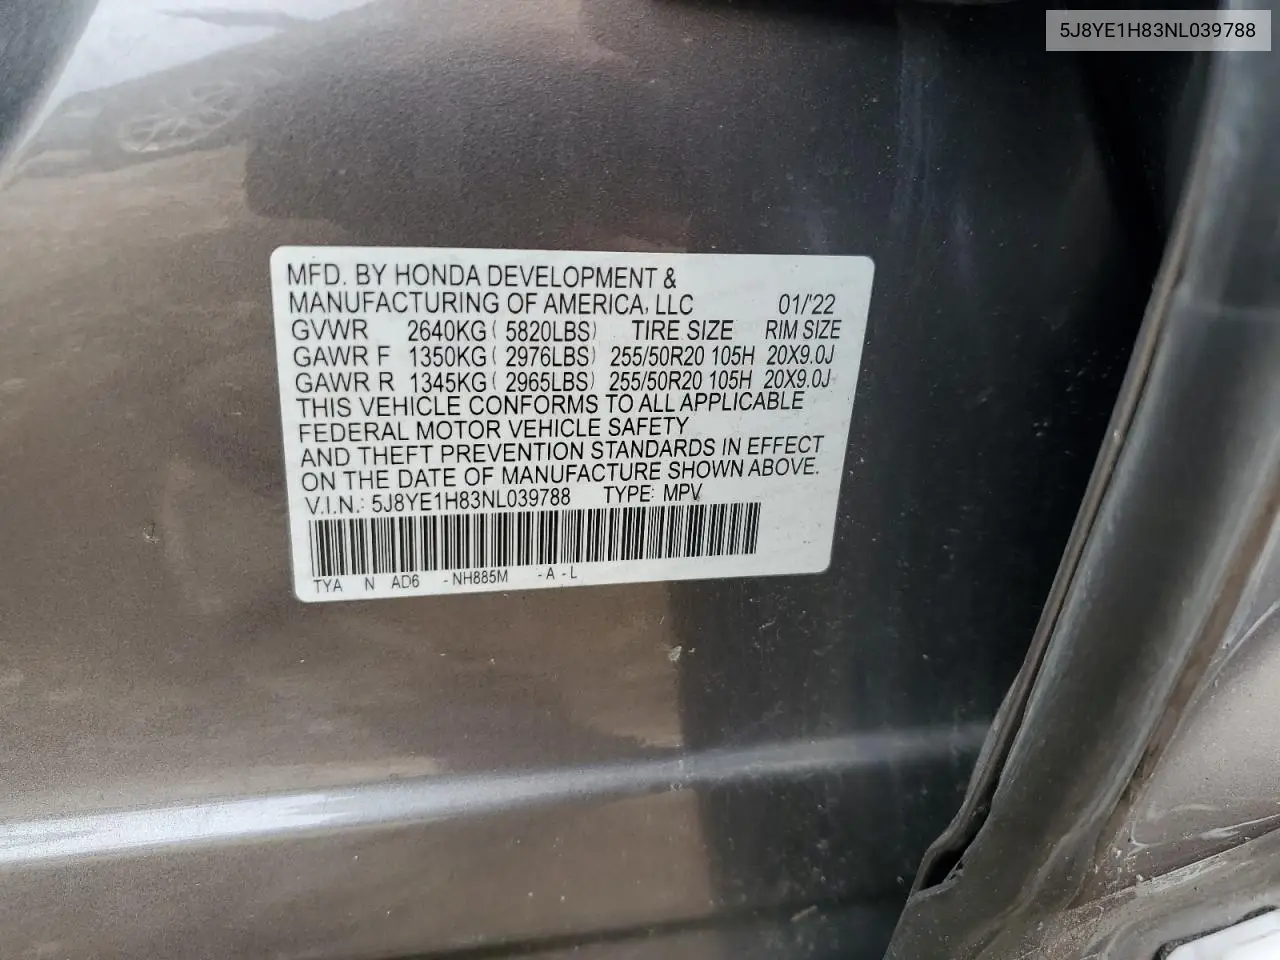 5J8YE1H83NL039788
MFD. BY HONDA DEVELOPMENT &
MANUFACTURING OF AMERICA, LLC 01/'22
GVWR 2640KG ( 5820LBS) TIRE SIZE RIM SIZE
GAWR F 1350KG ( 2976LBS) 255/50R20 105H 20X9.0J
GAWR R 1345KG ( 2965LBS) 255/50R20 105H 20X9.0J
THIS VEHICLE CONFORMS TO ALL APPLICABLE
FEDERAL MOTOR VEHICLE SAFETY
AND THEFT PREVENTION STANDARDS IN EFFECT
ON THE DATE OF MANUFACTURE SHOWN ABOVE.
V.I.N.: 5J8YE1H83NL039788 TYPE: MPV
TYA N AD6 -NH885M -A -L